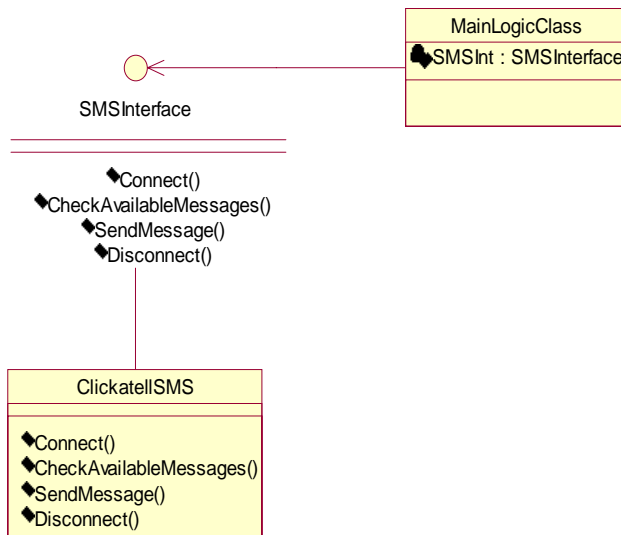 MainLogicClass
SMSInt : SMSInterface
SMSInterface
Connect()
CheckAvailableMessages()
SendMessage()
Disconnect()
ClickatellSMS
Connect()
CheckAvailableMessages()
SendMessage()
Disconnect()